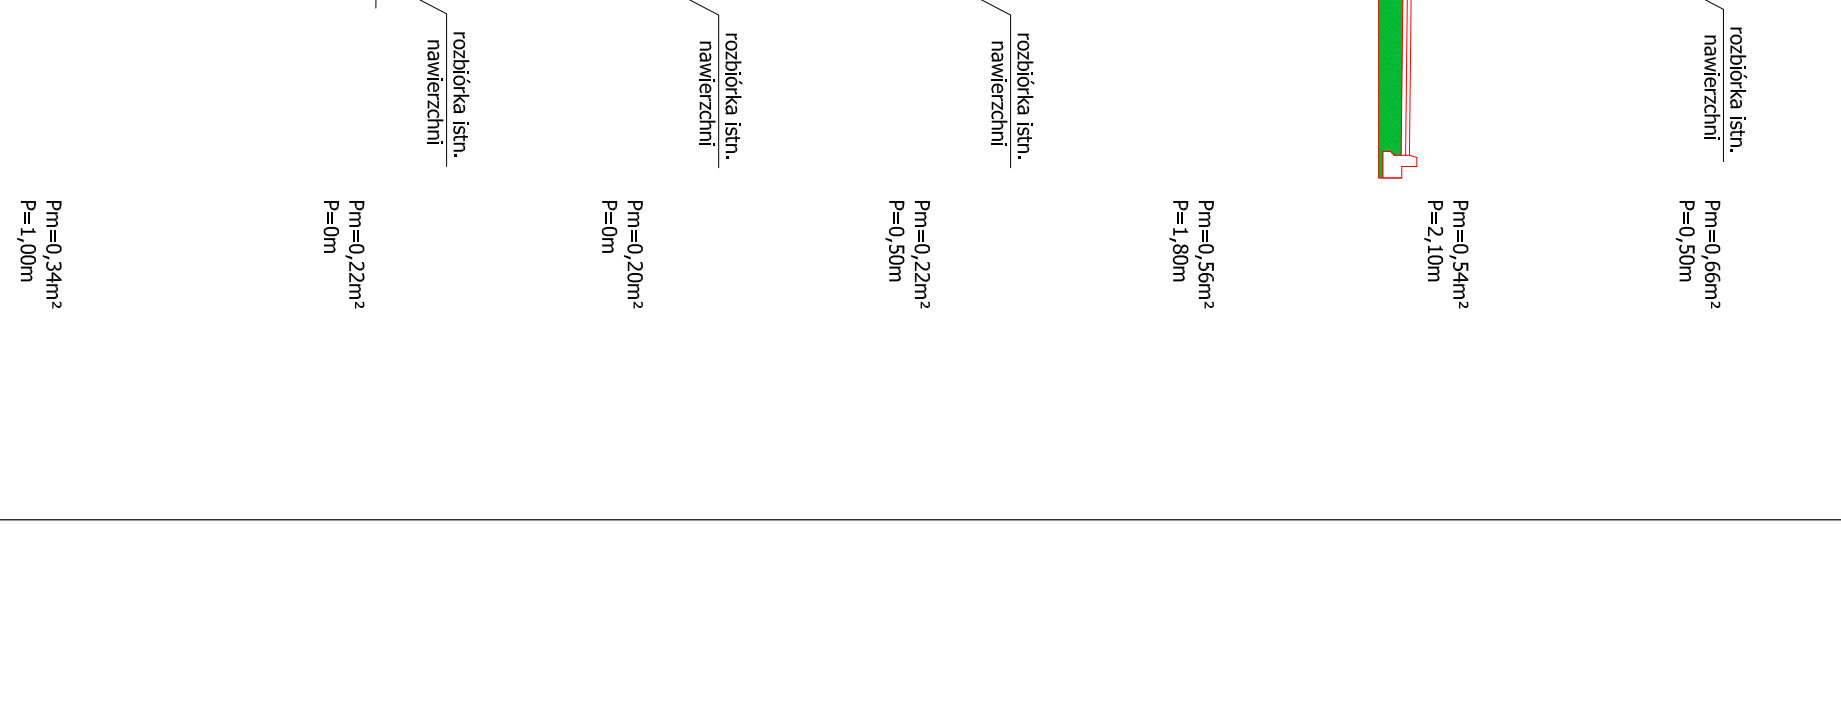 rozbiórka istn.
nawierzchni
Pm=0,66m²
P=0,50m
Pm=0,54m²
P=2,10m
Pm=0,56m²
P=1,80m
rozbiórka istn.
nawierzchni
Pm=0,22m²
P=0,50m
rozbiórka istn.
nawierzchni
Pm=0,20m²
P=0m
rozbiórka istn.
nawierzchni
Pm=0,22m²
P=0m
Pm=0,34m²
P=1,00m